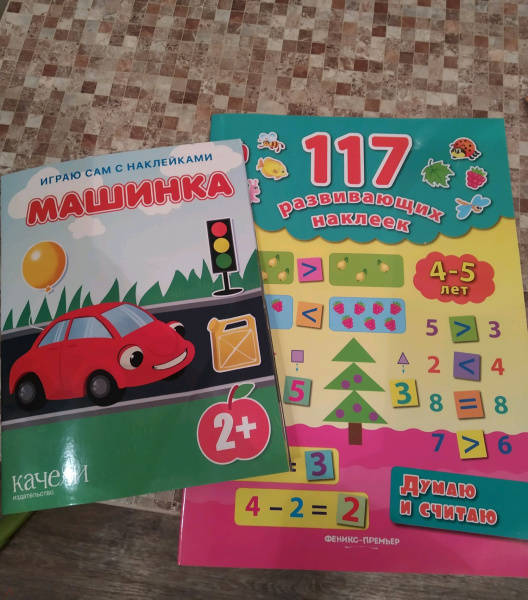 ИГРАЮ САМ С НАКЛЕЙКАМИ
МАШИНКА
2+
качели
издательство
117
развивающих
наклеек
4-5
лет
>
<
5 > 3
2 < 4
8 = 8
7 > 6
5
3
= 3
4 - 2 = 2
Думаю
и считаю
ФЕНИКС-ПРЕМЬЕР